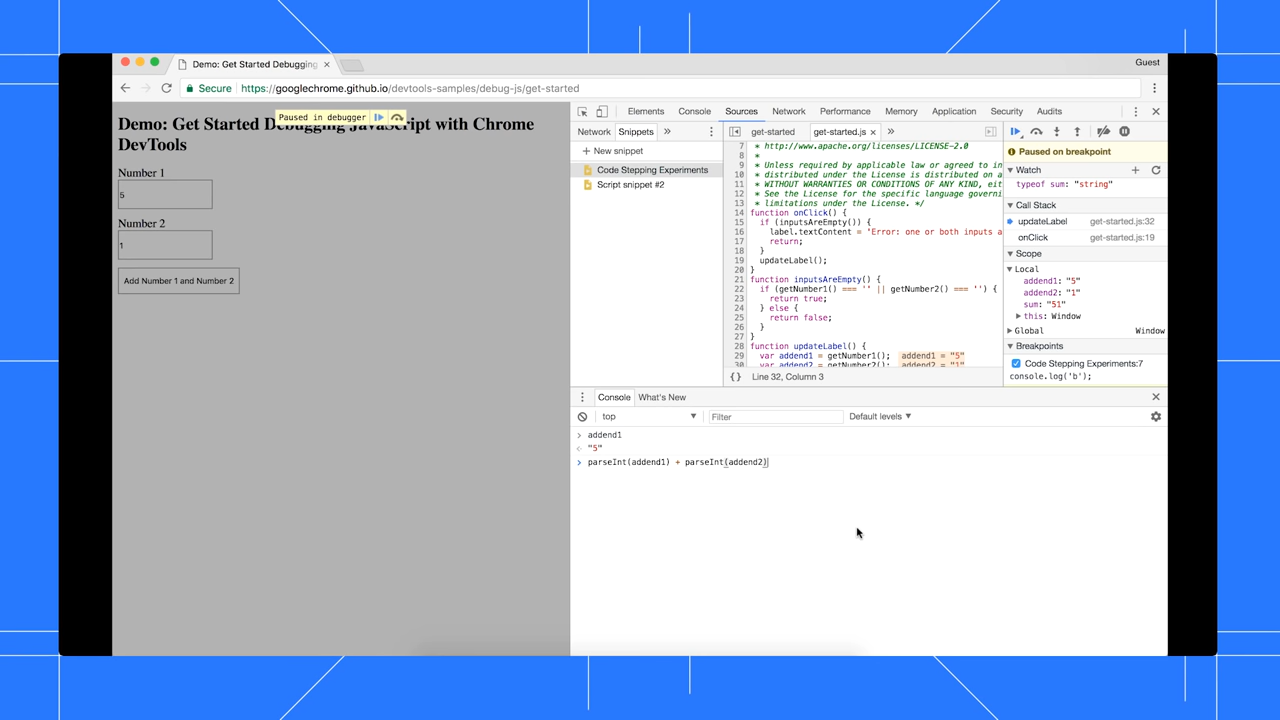 Demo: Get Started Debugging
Guest
Secure
https://googlechrome.github.io/devtools-samples/debug-js/get-started
Paused in debugger
Demo: Get Started Debugging JavaScript with Chrome
DevTools
Number 1
5
Number 2
1
Add Number 1 and Number 2
Elements Console Sources Network Performance Memory Application Security Audits
Network Snippets »
+ New snippet
Code Stepping Experiments
Script snippet #2
get-started get-started.js × »
7 * http://www.apache.org/licenses/LICENSE-2.0
8 *
9 * Unless required by applicable law or agreed to in
10 * distributed under the License is distributed on a
11 * WITHOUT WARRANTIES OR CONDITIONS OF ANY KIND, eit
12 * See the License for the specific language governi
13 * limitations under the License. */
14 function onClick() {
15 if (inputsAreEmpty()) {
16 label.textContent = 'Error: one or both inputs a
17 return;
18 }
19 updateLabel();
20 }
21 function inputsAreEmpty() {
22 if (getNumber1() === '' || getNumber2() === '') {
23 return true;
24 } else {
25 return false;
26 }
27 }
28 function updateLabel() {
29 var addend1 = getNumber1(); addend1 = "5"
30 var addend2 = getNumber2(); addend2 = "1"
{} Line 32, Column 3
Paused on breakpoint
Watch
typeof sum: "string"
Call Stack
updateLabel get-started.js:32
onClick get-started.js:19
Scope
Local
addend1: "5"
addend2: "1"
sum: "51"
this: Window
Global Window
Breakpoints
Code Stepping Experiments:7
console.log('b');
Console What's New
top Filter Default levels
addend1
"5"
parseInt(addend1) + parseInt(addend2)